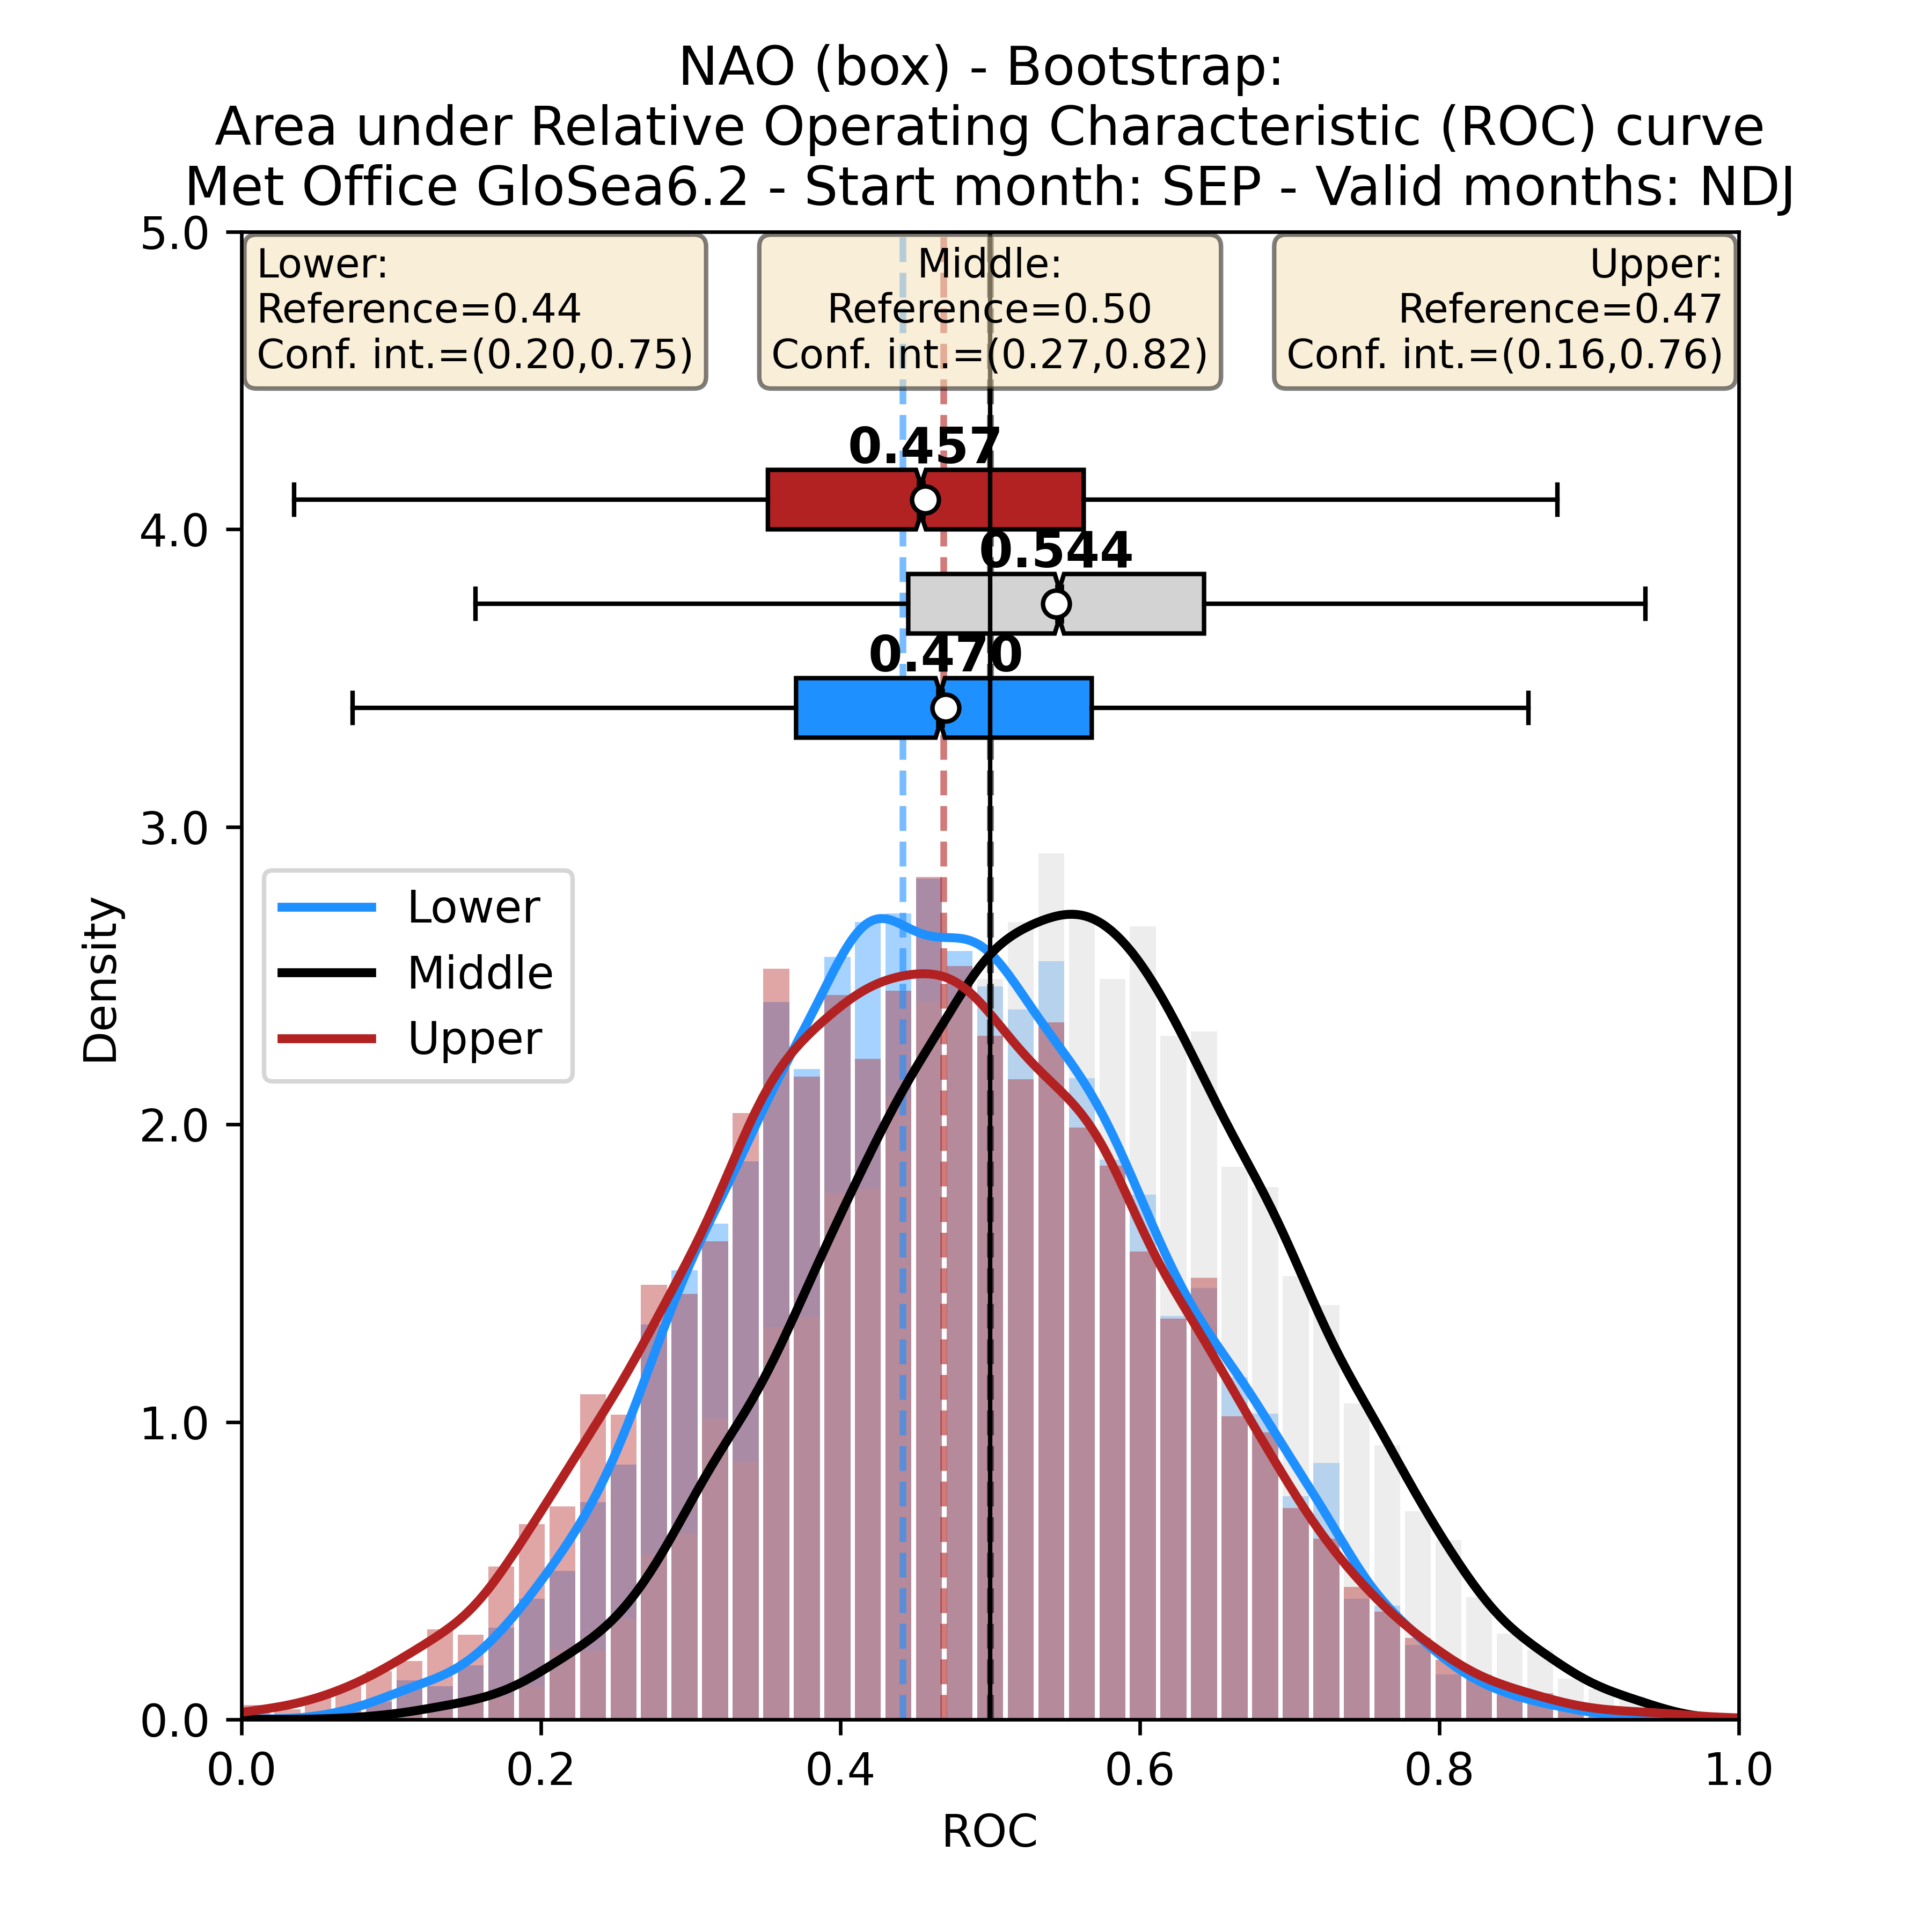 NAO (box) - Bootstrap:
Area under Relative Operating Characteristic (ROC) curve
Met Office GloSea6.2 - Start month: SEP - Valid months: NDJ
Lower:
Reference=0.44
Conf. int.=(0.20,0.75)
Middle:
Reference=0.50
Conf. int.=(0.27,0.82)
Upper:
Reference=0.47
Conf. int.=(0.16,0.76)
0.457
0.544
0.470
Lower
Middle
Upper
Density
5.0
4.0
3.0
2.0
1.0
0.0
0.0 0.2 0.4 0.6 0.8 1.0
ROC